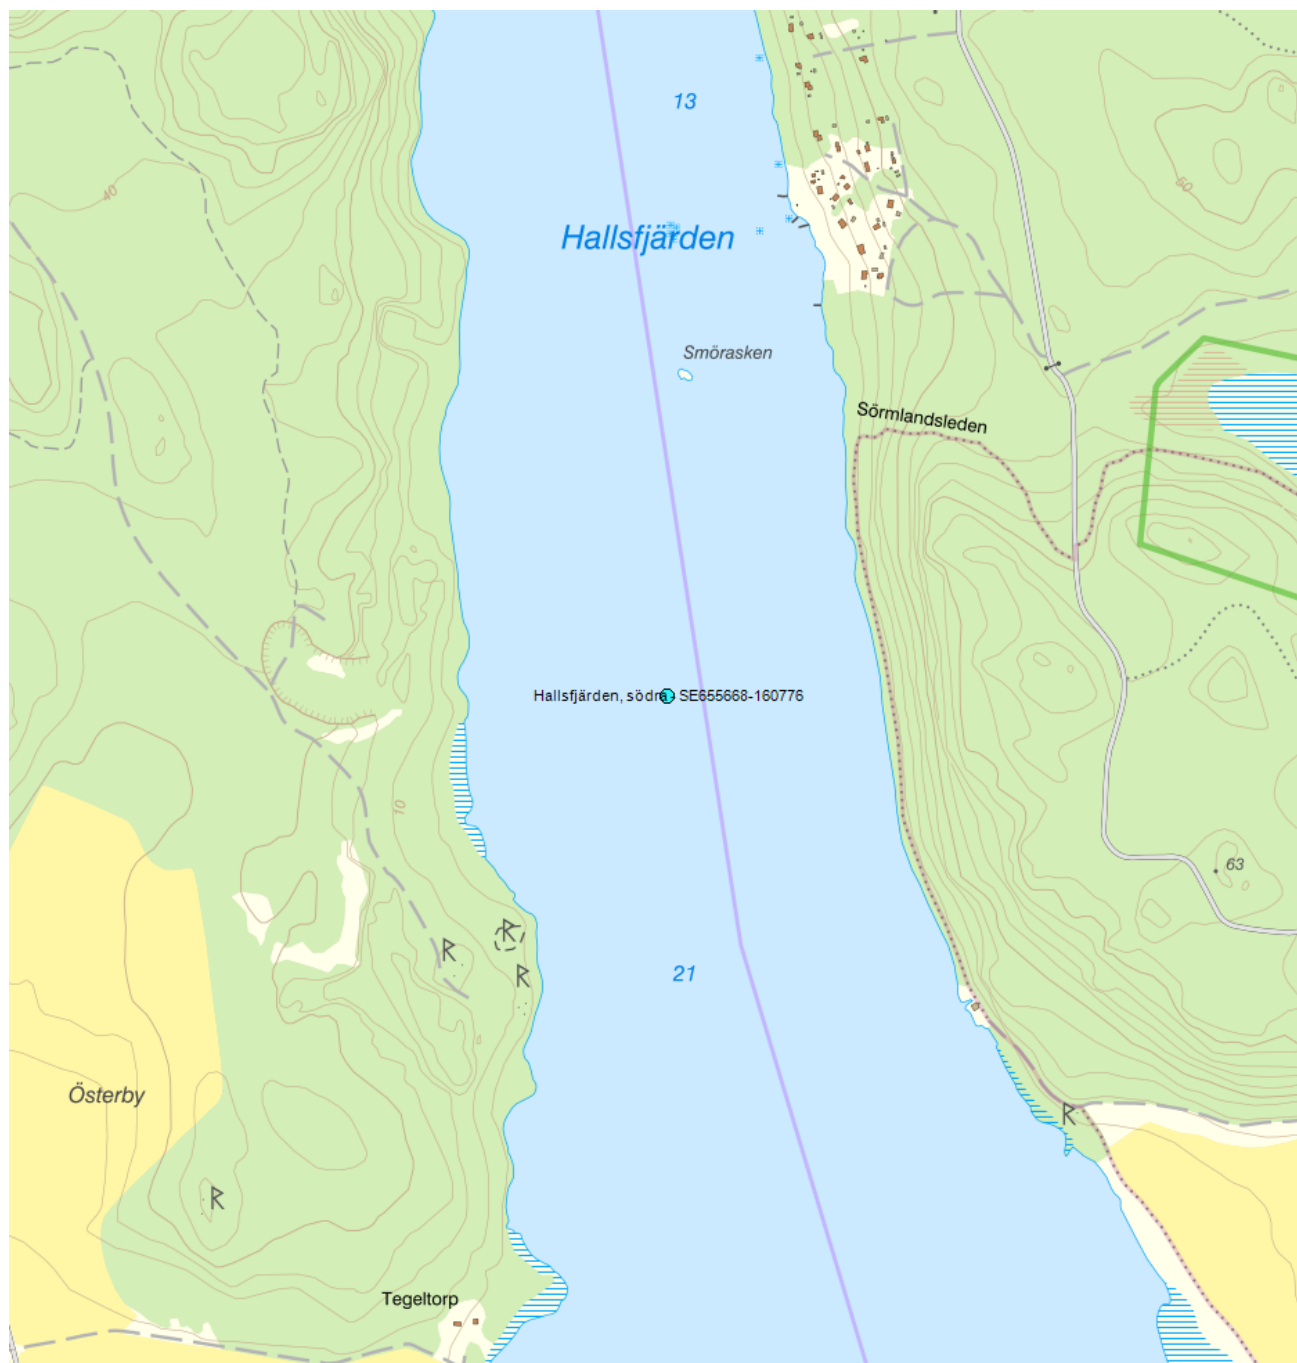 13
40
50
Hallsfjärden
Smörasken
Sörmlandsleden
Hallsfjärden, södra - SE655668-160776
10
63
21
Österby
Tegeltorp